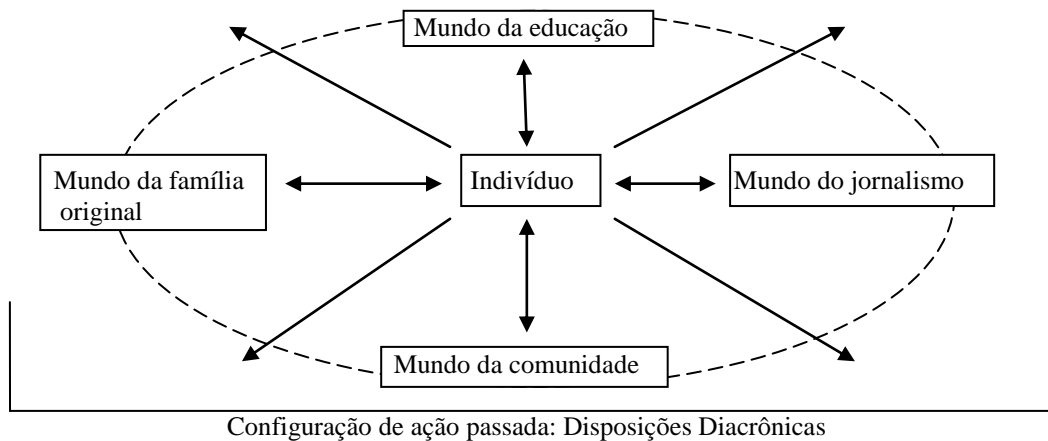 Mundo da educação
Mundo da família
original
Indivíduo
Mundo do jornalismo
Mundo da comunidade
Configuração de ação passada: Disposições Diacrônicas